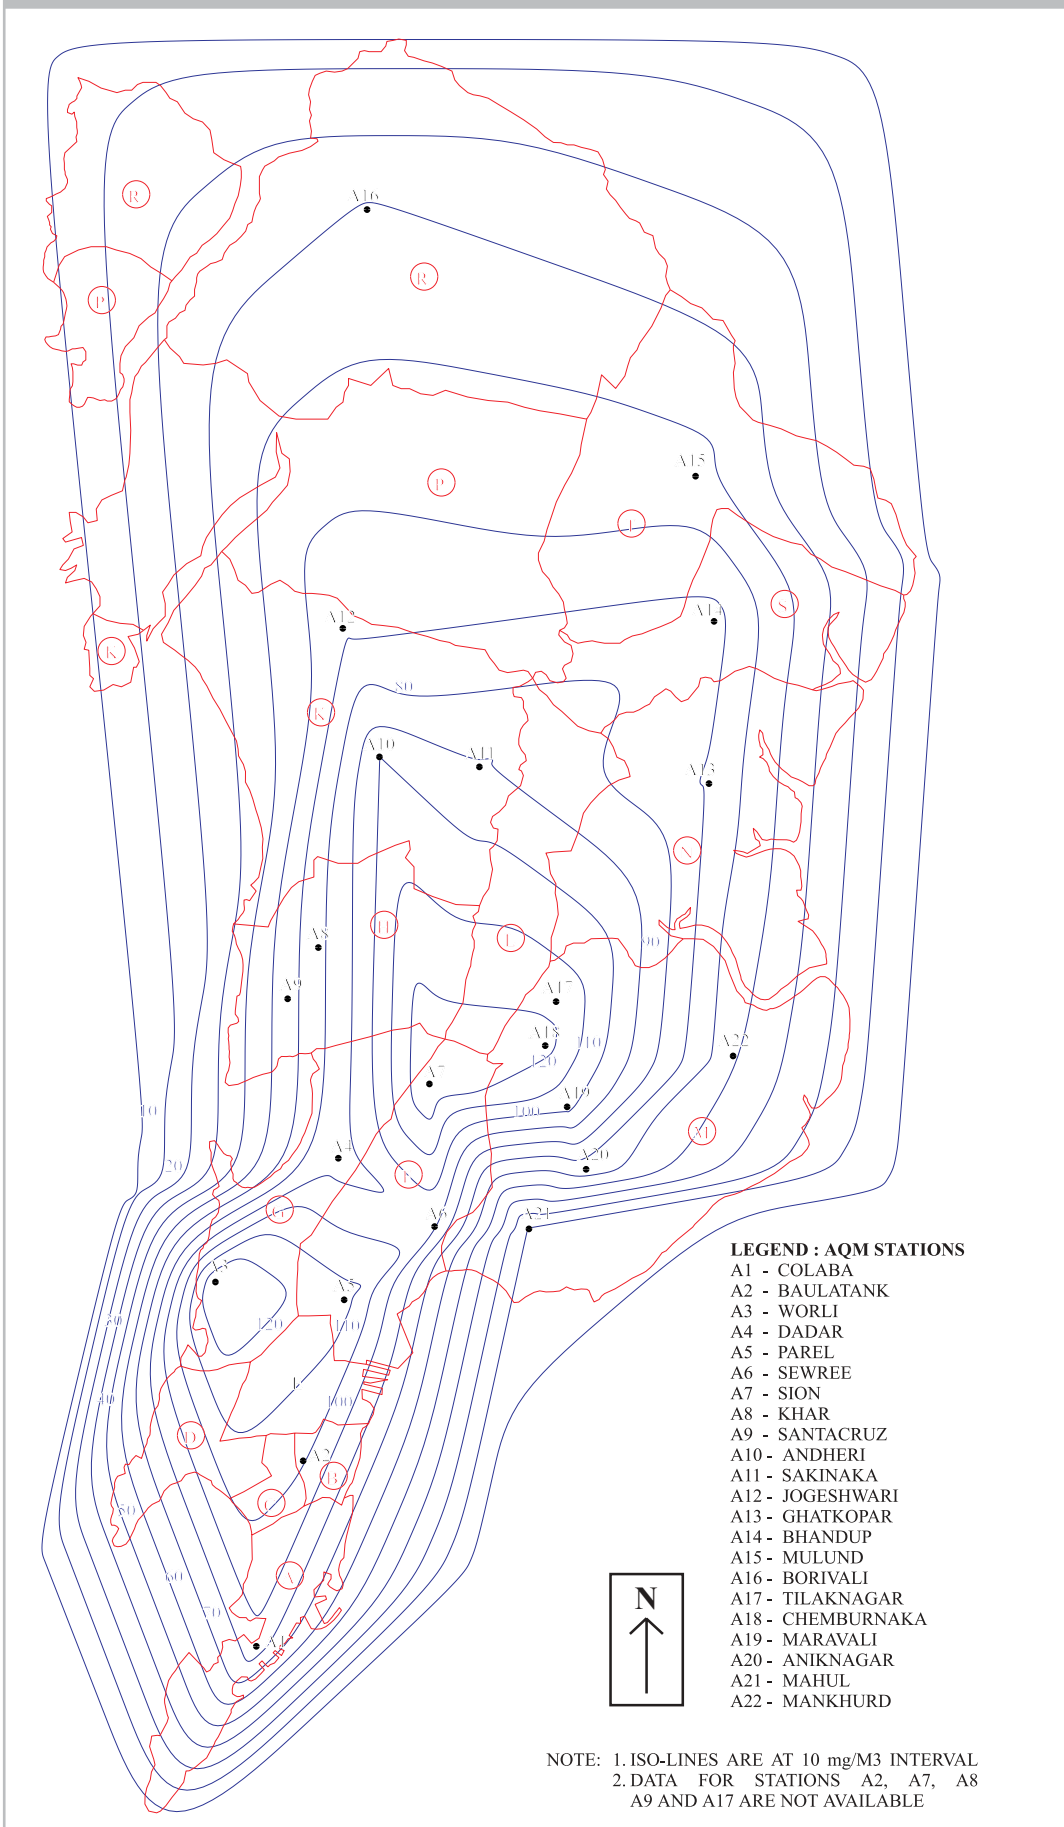 A16
R
R
P
A15
P
A12
A14
S
K
K
80
A10
A11
A13
N
H
A8
L
90
A9
A17
A18
110
120
A22
A7
10
100
A19
A4
20
A20
G
A6
A21
A3
A5
120
110
30
40
100
D
A2
B
C
50
60
A
70
A1
LEGEND : AQM STATIONS
A1 - COLABA
A2 - BAULATANK
A3 - WORLI
A4 - DADAR
A5 - PAREL
A6 - SEWREE
A7 - SION
A8 - KHAR
A9 - SANTACRUZ
A10 - ANDHERI
A11 - SAKINAKA
A12 - JOGESHWARI
A13 - GHATKOPAR
A14 - BHANDUP
A15 - MULUND
A16 - BORIVALI
A17 - TILAKNAGAR
A18 - CHEMBURNAKA
A19 - MARAVALI
A20 - ANIKNAGAR
A21 - MAHUL
A22 - MANKHURD
N
NOTE: 1. ISO-LINES ARE AT 10 mg/M3 INTERVAL
2. DATA FOR STATIONS A2, A7, A8
A9 AND A17 ARE NOT AVAILABLE